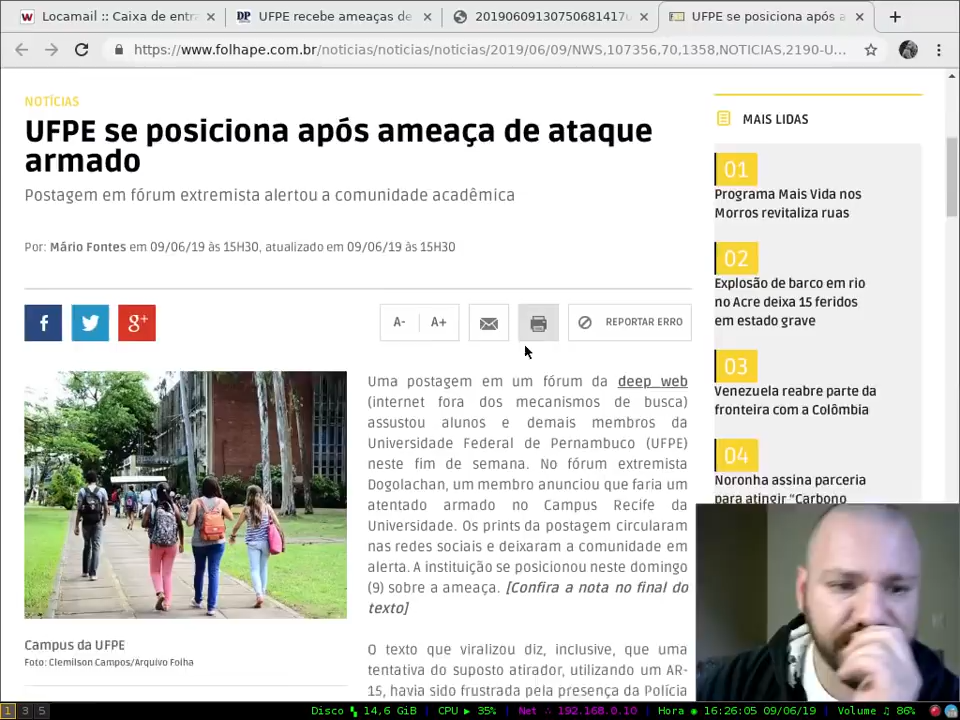 Locamail :: Caixa de entra
UFPE recebe ameaças de
20190609130750681417u
UFPE se posiciona após a
https://www.folhape.com.br/noticias/noticias/noticias/2019/06/09/NWS,107356,70,1358,NOTICIAS,2190-U...
NOTÍCIAS
UFPE se posiciona após ameaça de ataque
armado
Postagem em fórum extremista alertou a comunidade acadêmica
Por: Mário Fontes em 09/06/19 às 15H30, atualizado em 09/06/19 às 15H30
f
g+
A-
A+
REPORTAR ERRO
Uma postagem em um fórum da deep web
(internet fora dos mecanismos de busca)
assustou alunos e demais membros da
Universidade Federal de Pernambuco (UFPE)
neste fim de semana. No fórum extremista
Dogolachan, um membro anunciou que faria um
atentado armado no Campus Recife da
Universidade. Os prints da postagem circularam
nas redes sociais e deixaram a comunidade em
alerta. A instituição se posicionou neste domingo
(9) sobre a ameaça. [Confira a nota no final do
texto]
O texto que viralizou diz, inclusive, que uma
tentativa do suposto atirador, utilizando um AR-
15, havia sido frustrada pela presença da Polícia
Campus da UFPE
Foto: Clemilson Campos/Arquivo Folha
MAIS LIDAS
01
Programa Mais Vida nos
Morros revitaliza ruas
02
Explosão de barco em rio
no Acre deixa 15 feridos
em estado grave
03
Venezuela reabre parte da
fronteira com a Colômbia
04
Noronha assina parceria
para atingir “Carbono
1 3 5
Disco 14,6 GiB | CPU 35% | Net 192.168.0.10 | Hora 16:26:05 09/06/19 | Volume 86%